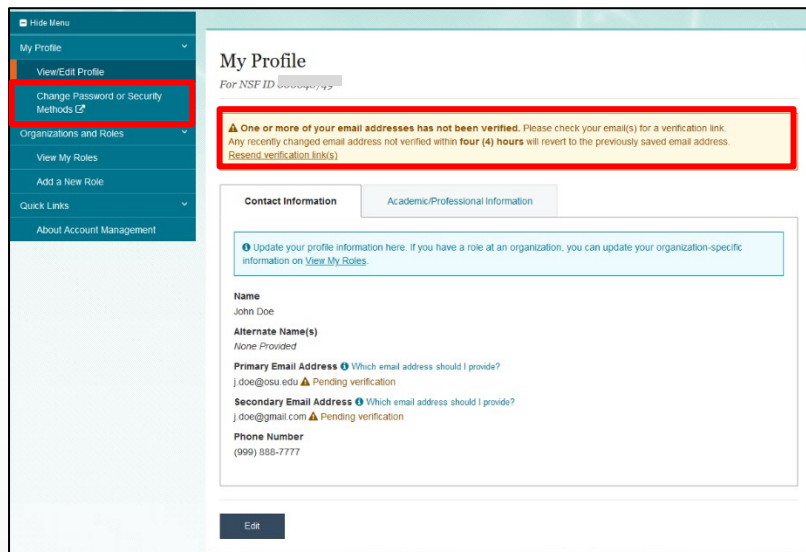 Hide Menu
My Profile
View/Edit Profile
Change Password or Security
Methods
Organizations and Roles
View My Roles
Add a New Role
Quick Links
About Account Management
My Profile
For NSF ID
One or more of your email addresses has not been verified. Please check your email(s) for a verification link.
Any recently changed email address not verified within four (4) hours will revert to the previously saved email address.
Resend verification link(s)
Contact Information
Academic/Professional Information
Update your profile information here. If you have a role at an organization, you can update your organization-specific
information on View My Roles.
Name
John Doe
Alternate Name(s)
None Provided
Primary Email Address Which email address should I provide?
j.doe@osu.edu Pending verification
Secondary Email Address Which email address should I provide?
j.doe@gmail.com Pending verification
Phone Number
(999) 888-7777
Edit